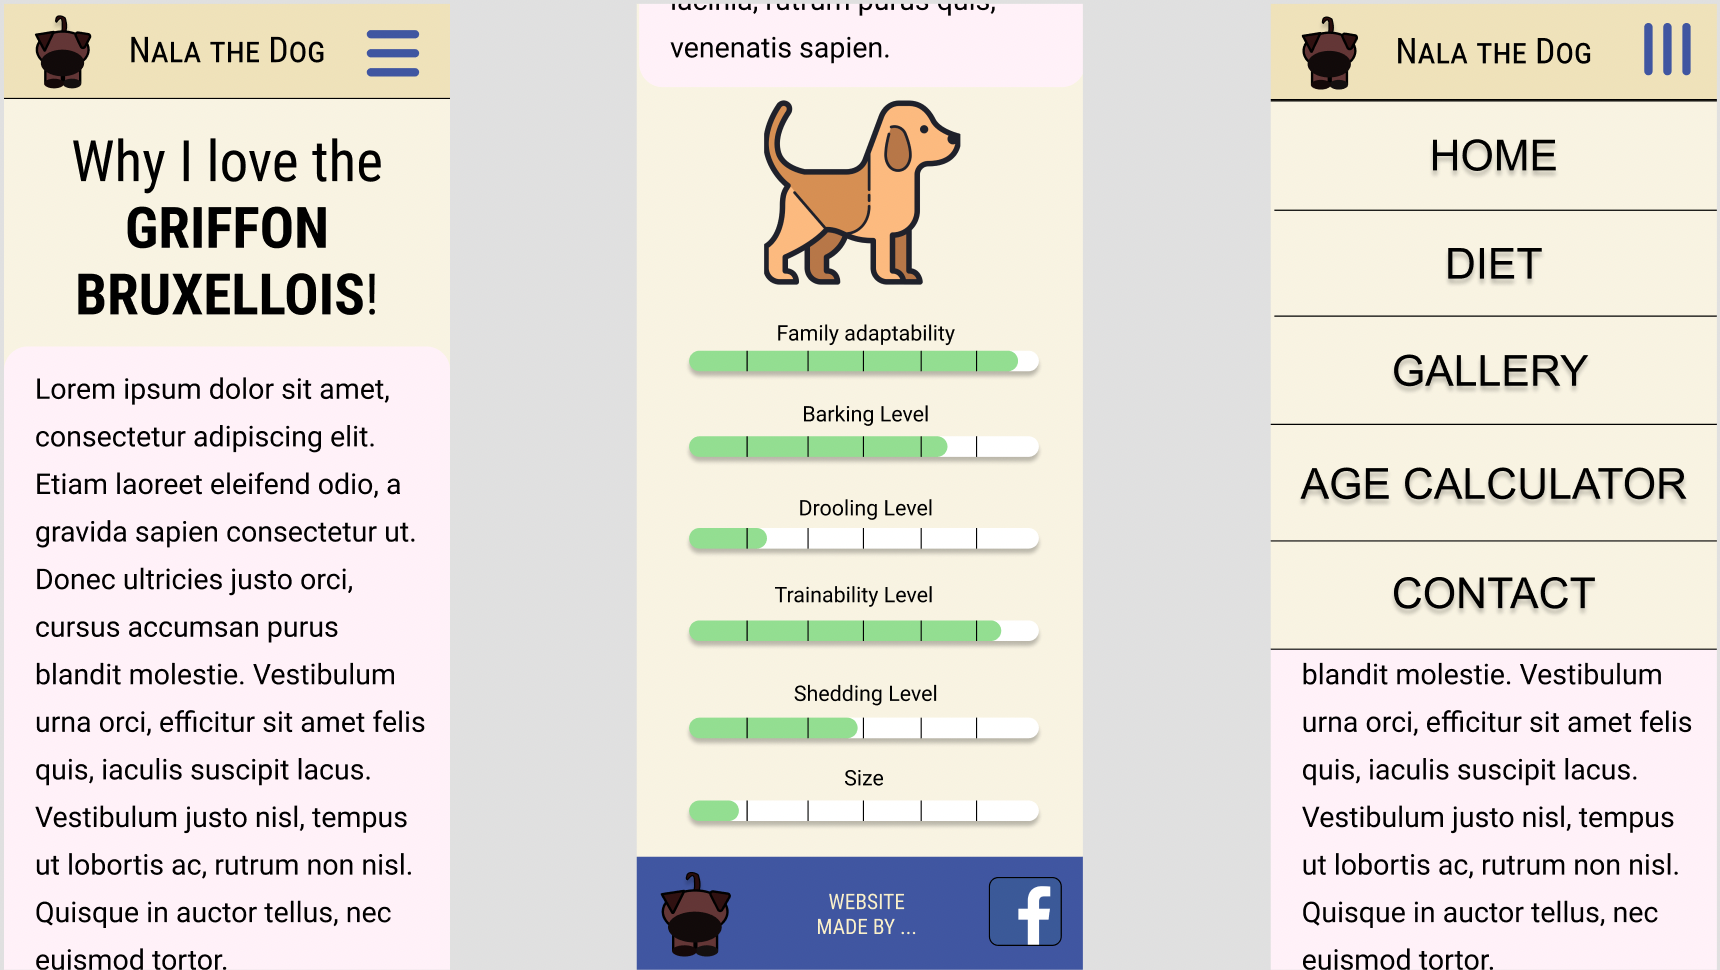 NALA THE DOG
Why I love the
GRIFFON
BRUXELLOIS!
Lorem ipsum dolor sit amet,
consectetur adipiscing elit.
Etiam laoreet eleifend odio, a
gravida sapien consectetur ut.
Donec ultricies justo orci,
cursus accumsan purus
blandit molestie. Vestibulum
urna orci, efficitur sit amet felis
quis, iaculis suscipit lacus.
Vestibulum justo nisl, tempus
ut lobortis ac, rutrum non nisl.
Quisque in auctor tellus, nec
euismod tortor.
lacinia, rutrum purus quis,
venenatis sapien.
Family adaptability
Barking Level
Drooling Level
Trainability Level
Shedding Level
Size
WEBSITE
MADE BY ...
f
NALA THE DOG
HOME
DIET
GALLERY
AGE CALCULATOR
CONTACT
blandit molestie. Vestibulum
urna orci, efficitur sit amet felis
quis, iaculis suscipit lacus.
Vestibulum justo nisl, tempus
ut lobortis ac, rutrum non nisl.
Quisque in auctor tellus, nec
euismod tortor.